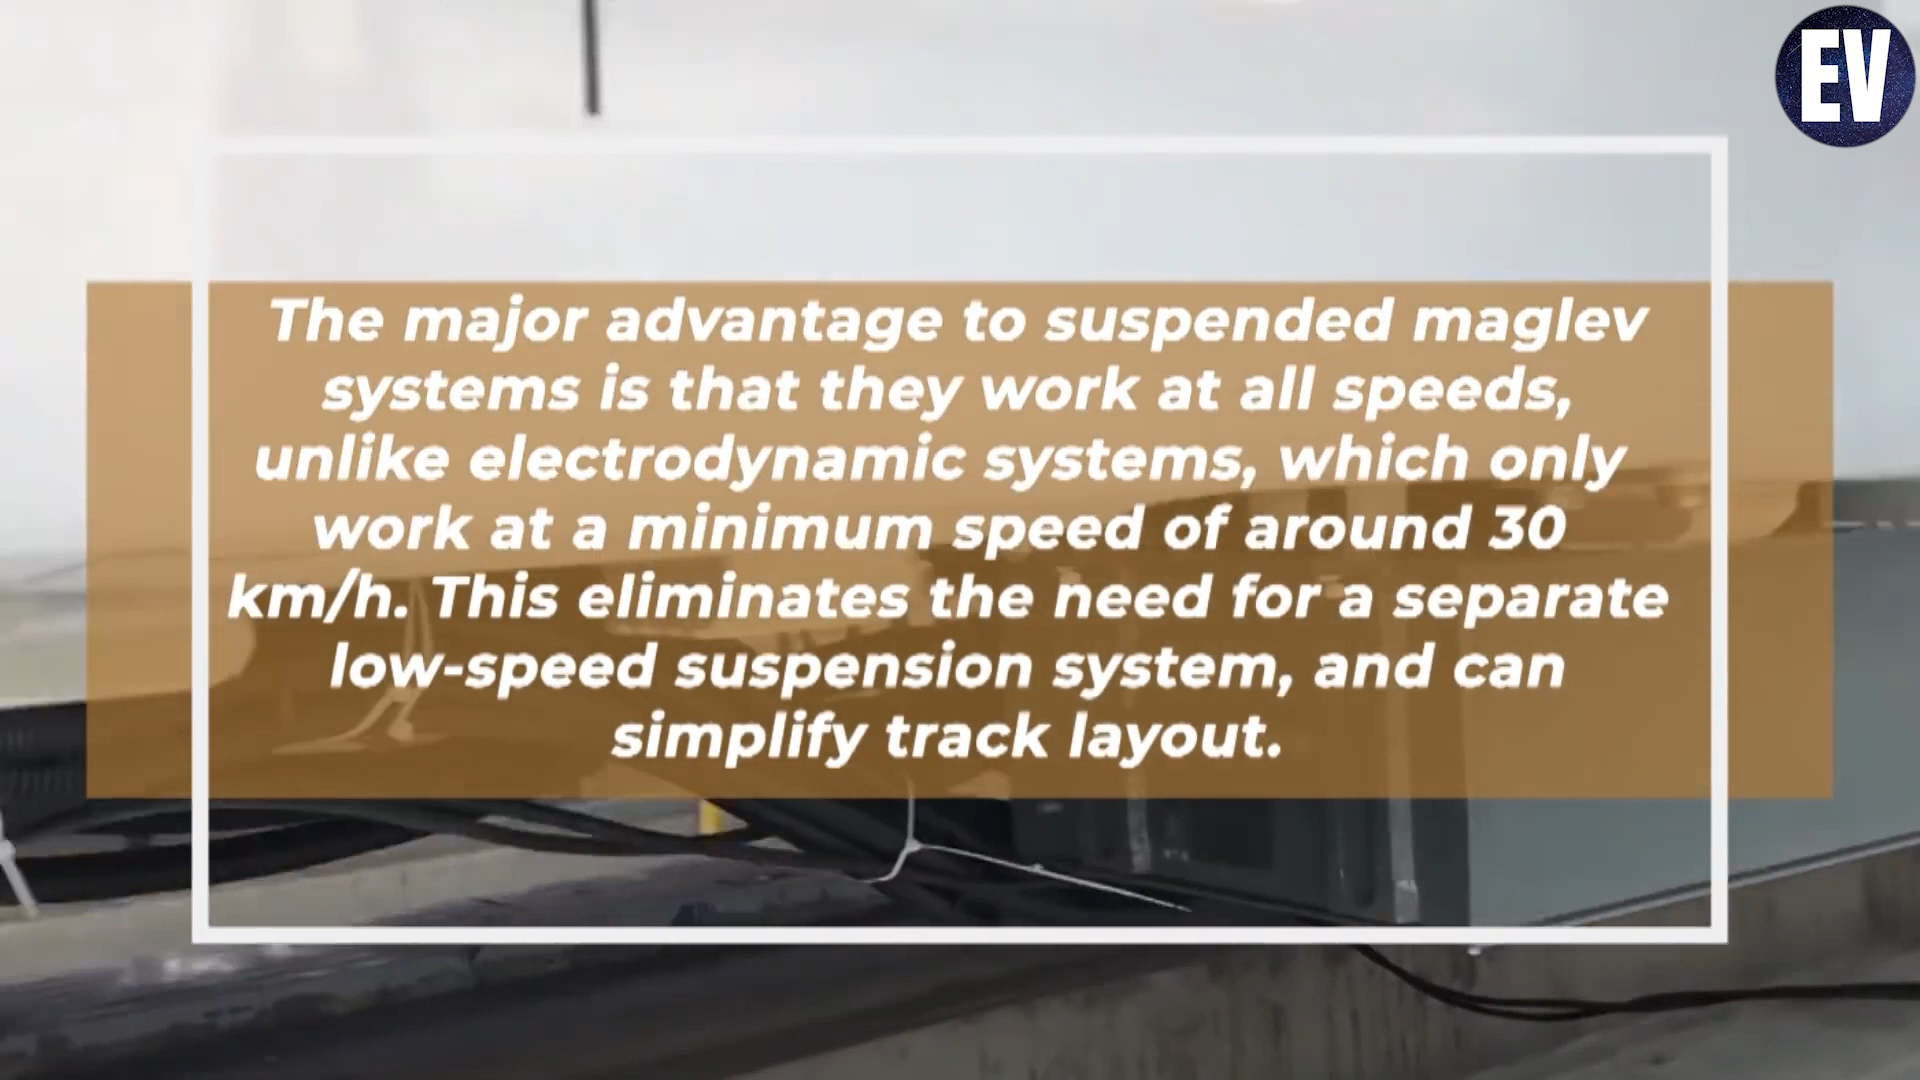 EV
The major advantage to suspended maglev
systems is that they work at all speeds,
unlike electrodynamic systems, which only
work at a minimum speed of around 30
km/h. This eliminates the need for a separate
low-speed suspension system, and can
simplify track layout.